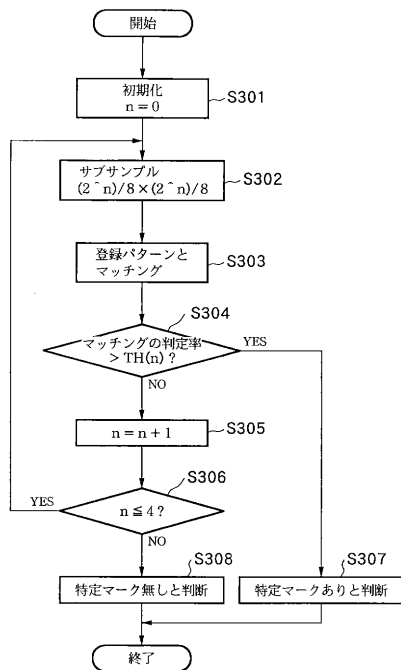 開始
初期化
n=0
S301
サブサンプル
(2^n)/8×(2^n)/8
S302
登録パターンと
マッチング
S303
S304
マッチングの判定率
> TH(n) ?
YES
NO
n=n+1
S305
S306
n≦4?
YES
NO
S308
特定マーク無しと判断
S307
特定マークありと判断
終了